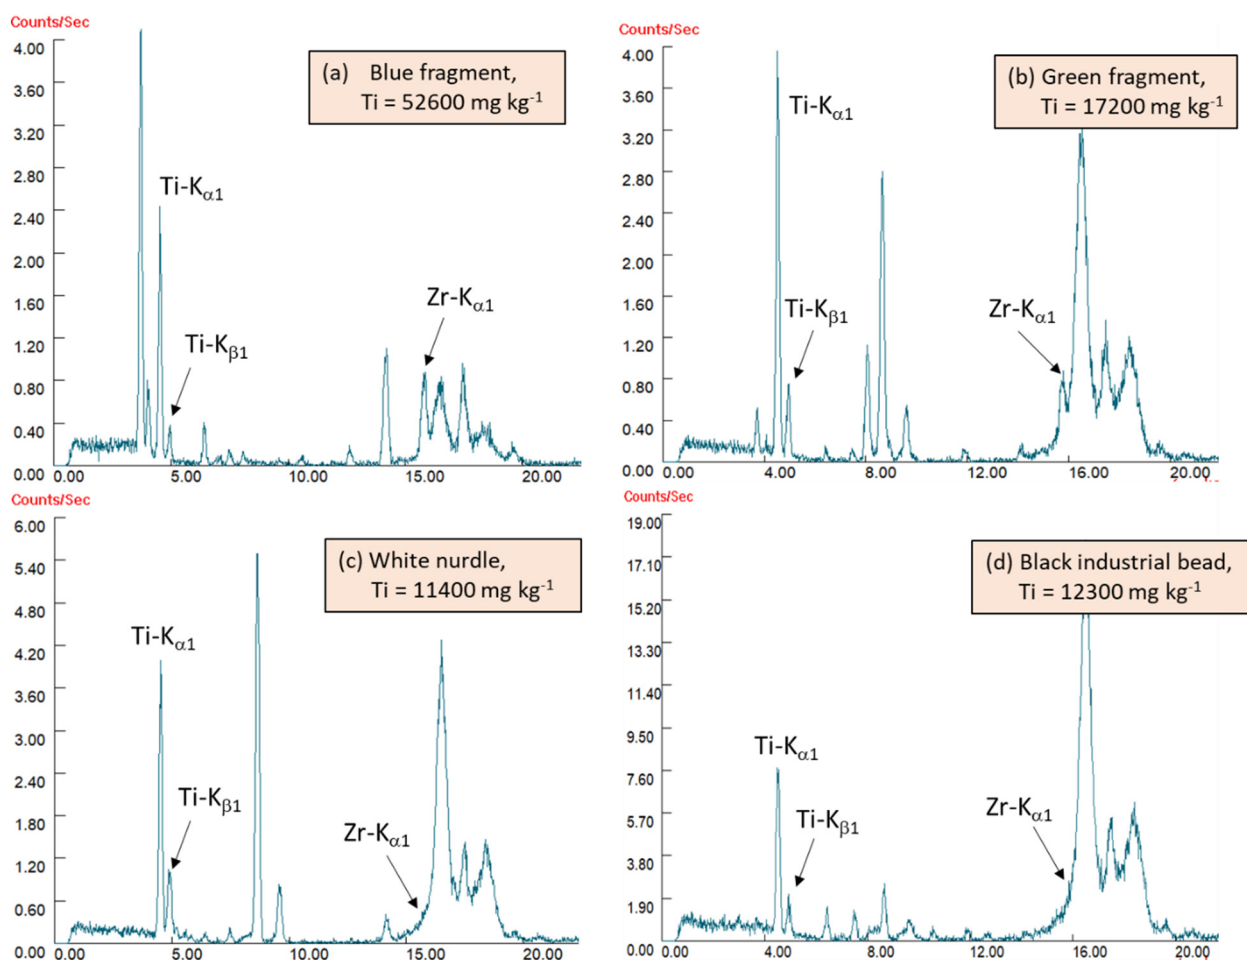 Counts/Sec
4.00
3.60
3.20
2.80
2.40
2.00
1.60
1.20
0.80
0.40
0.00
0.00
5.00
10.00
15.00
20.00
(a) Blue fragment,
Ti = 52600 mg kg⁻¹
Ti-Kα1
Ti-Kβ1
Zr-Kα1
Counts/Sec
4.00
3.60
3.20
2.80
2.40
2.00
1.60
1.20
0.80
0.40
0.00
0.00
4.00
8.00
12.00
16.00
20.00
(b) Green fragment,
Ti = 17200 mg kg⁻¹
Ti-Kα1
Ti-Kβ1
Zr-Kα1
Counts/Sec
6.00
5.40
4.80
4.20
3.60
3.00
2.40
1.80
1.20
0.60
0.00
0.00
5.00
10.00
15.00
20.00
(c) White nurdle,
Ti = 11400 mg kg⁻¹
Ti-Kα1
Ti-Kβ1
Zr-Kα1
Counts/Sec
19.00
17.10
15.20
13.30
11.40
9.50
7.60
5.70
3.80
1.90
0.00
0.00
4.00
8.00
12.00
16.00
20.00
(d) Black industrial bead,
Ti = 12300 mg kg⁻¹
Ti-Kα1
Ti-Kβ1
Zr-Kα1